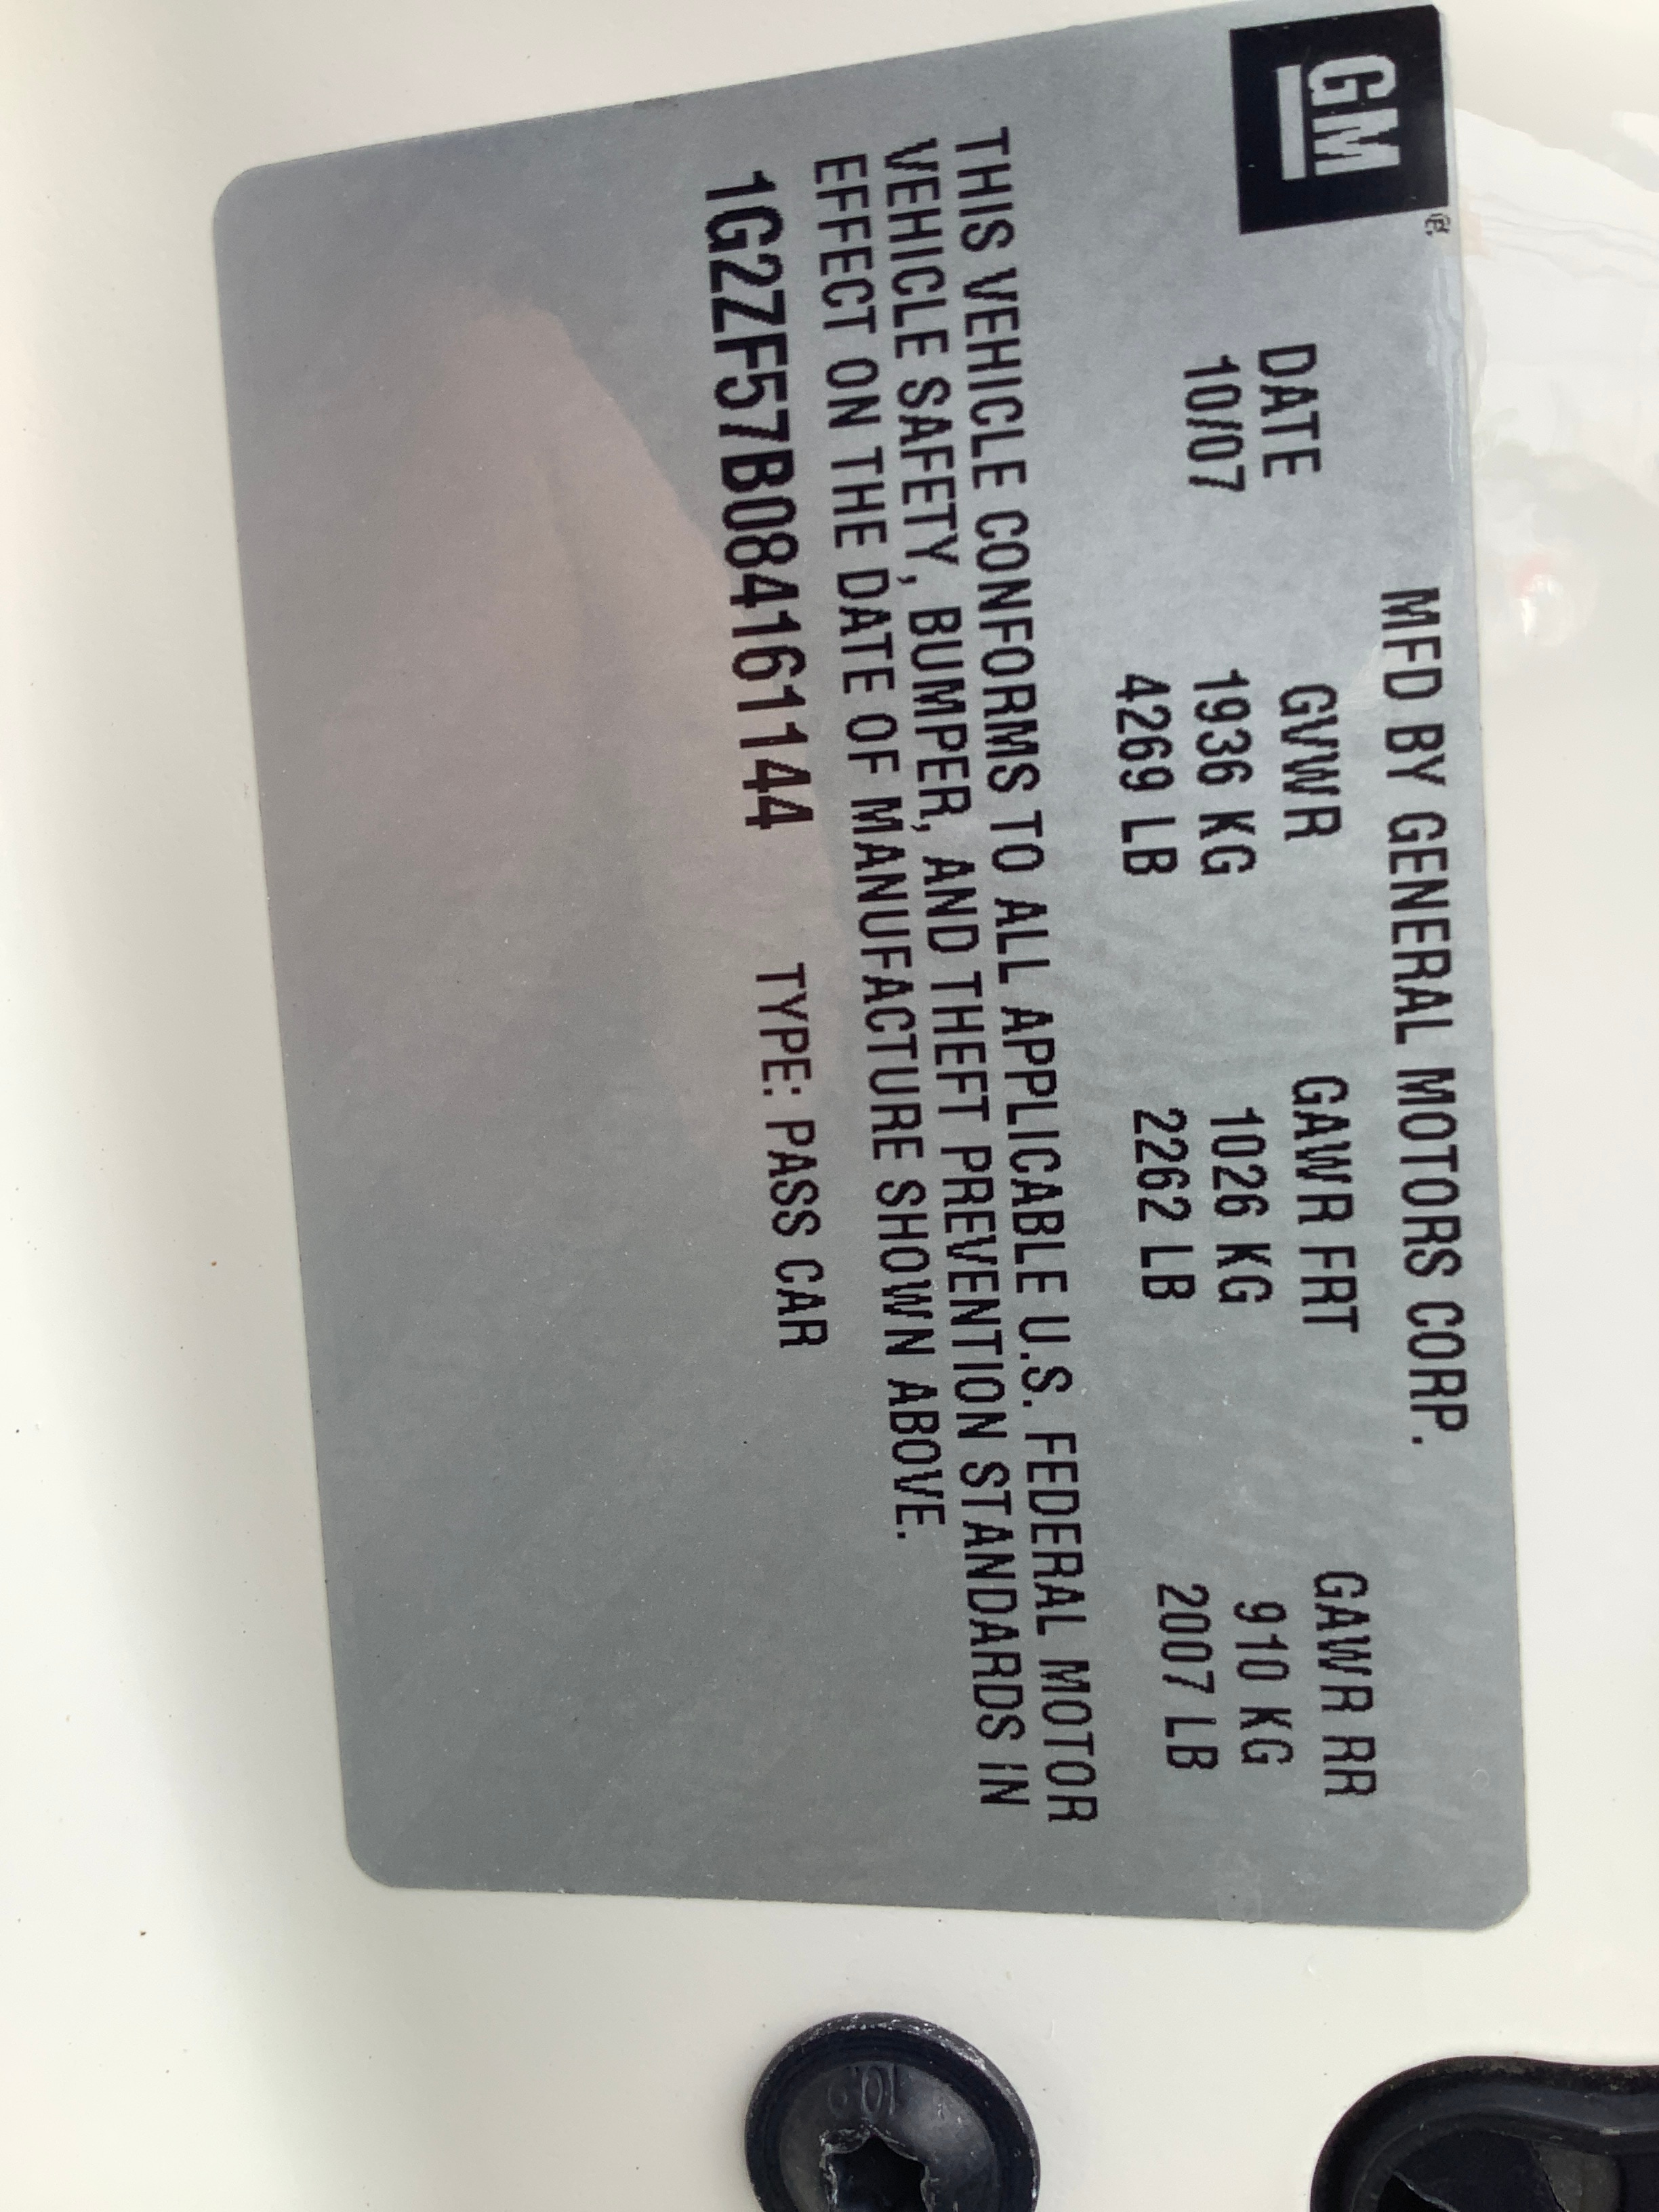 GM
MFD BY GENERAL MOTORS CORP.
DATE GVWR GAWR FRT GAWR RR
10/07 1936 KG 1026 KG 910 KG
4269 LB 2262 LB 2007 LB
THIS VEHICLE CONFORMS TO ALL APPLICABLE U.S. FEDERAL MOTOR
VEHICLE SAFETY, BUMPER, AND THEFT PREVENTION STANDARDS IN
EFFECT ON THE DATE OF MANUFACTURE SHOWN ABOVE.
1G2ZF57B084161144 TYPE: PASS CAR